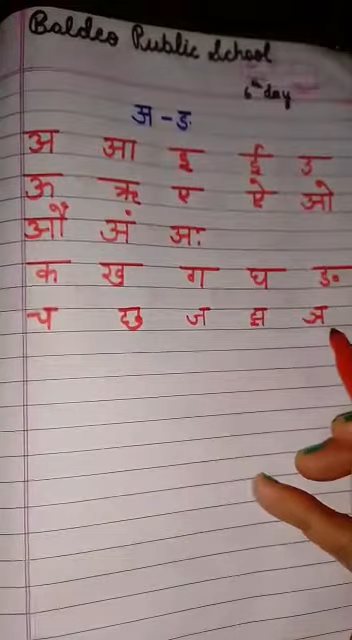 Baldeo Public School
6th day
अ - ङ
अ आ इ ई उ
ऊ ऋ ए ऐ ओ
औ अं अः
क ख ग घ ङ
च छ ज झ ञ